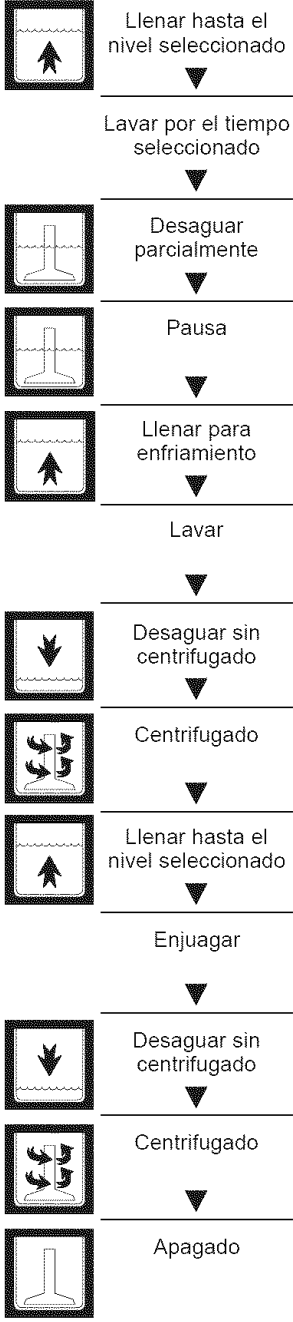 Llenar hasta el
nivel seleccionado
Lavar por el tiempo
seleccionado
Desaguar
parcialmente
Pausa
Llenar para
enfriamiento
Lavar
Desaguar sin
centrifugado
Centrifugado
Llenar hasta el
nivel seleccionado
Enjuagar
Desaguar sin
centrifugado
Centrifugado
Apagado